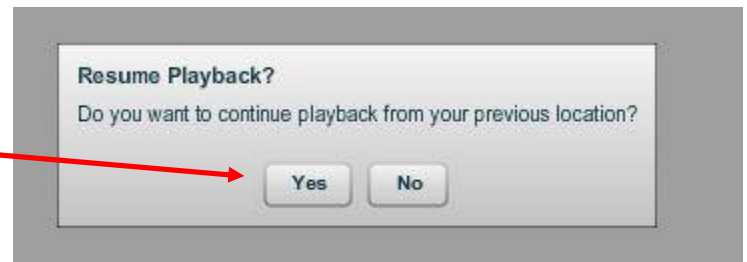 Resume Playback?
Do you want to continue playback from your previous location?
Yes No